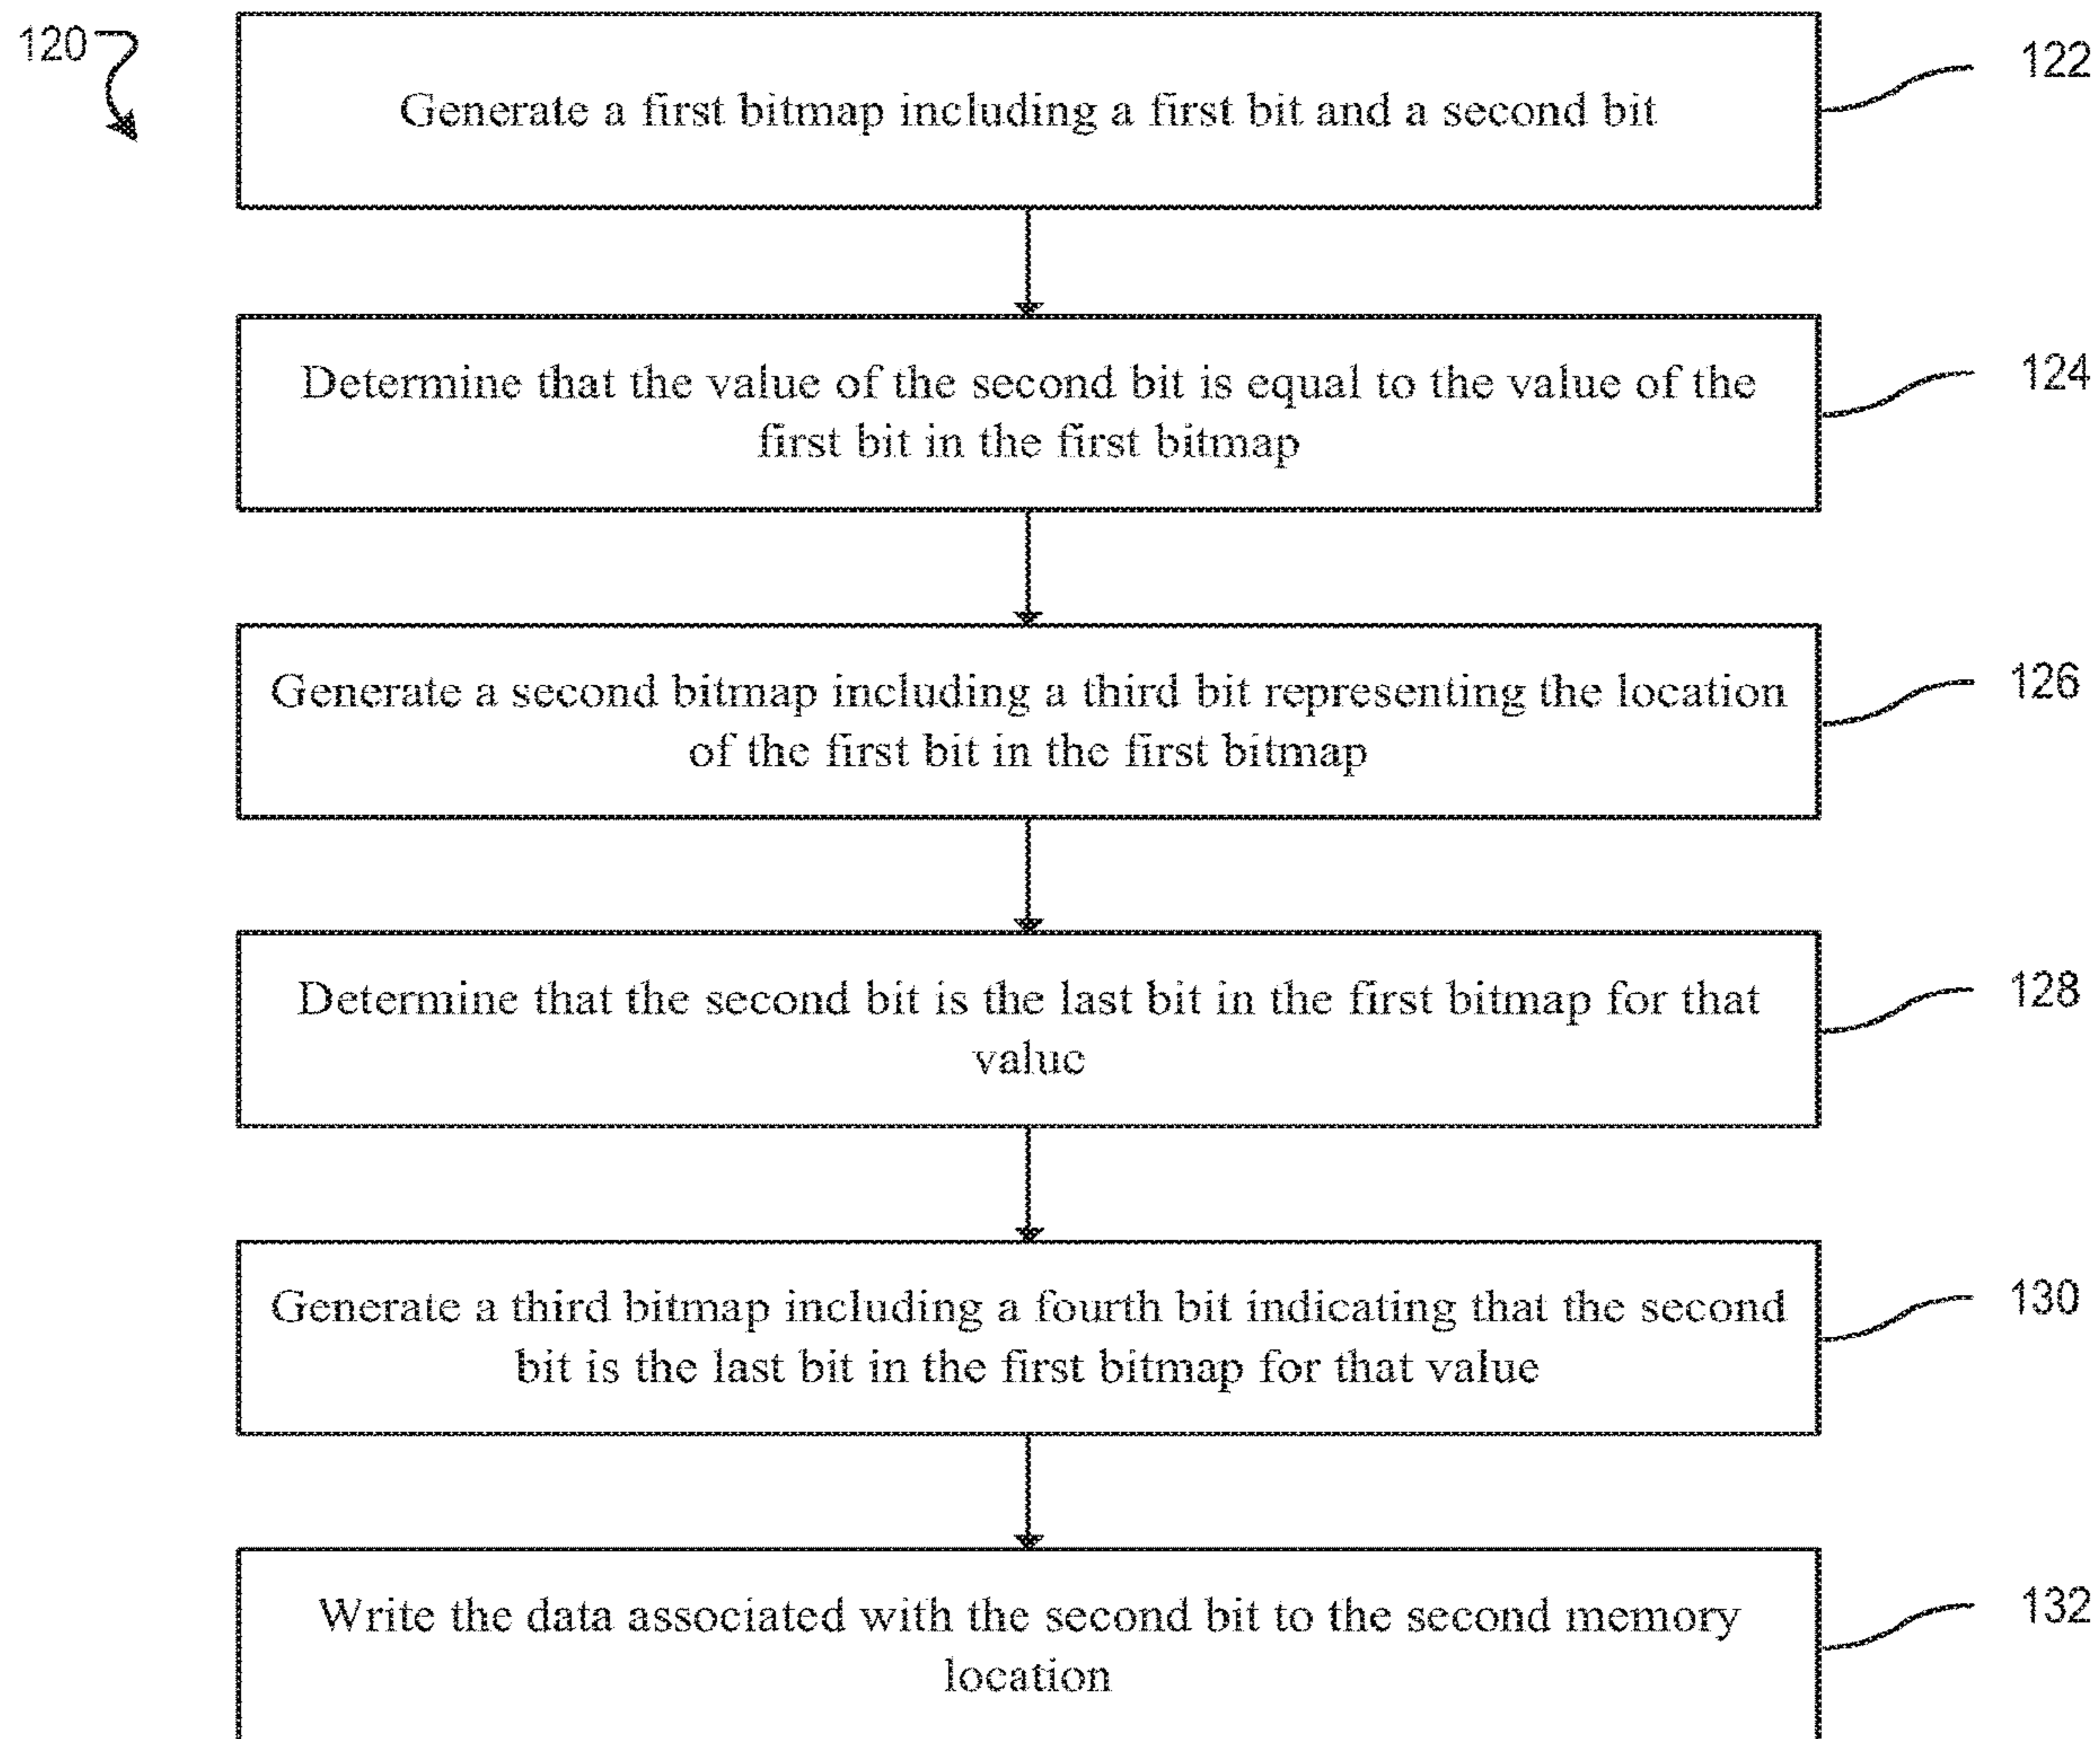 120
Generate a first bitmap including a first bit and a second bit
122
Determine that the value of the second bit is equal to the value of the
first bit in the first bitmap
124
Generate a second bitmap including a third bit representing the location
of the first bit in the first bitmap
126
Determine that the second bit is the last bit in the first bitmap for that
value
128
Generate a third bitmap including a fourth bit indicating that the second
bit is the last bit in the first bitmap for that value
130
Write the data associated with the second bit to the second memory
location
132